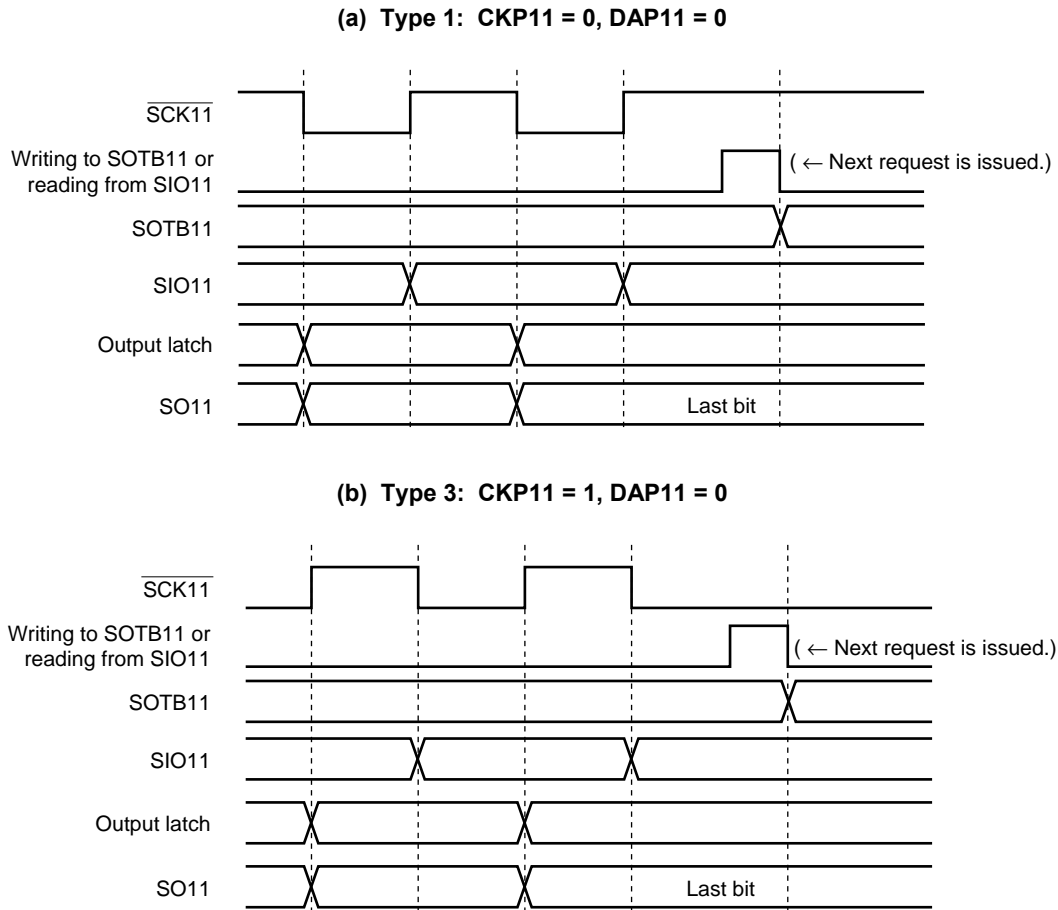 (a) Type 1: CKP11 = 0, DAP11 = 0
SCK11
Writing to SOTB11 or
reading from SIO11
( ← Next request is issued.)
SOTB11
SIO11
Output latch
SO11
Last bit
(b) Type 3: CKP11 = 1, DAP11 = 0
SCK11
Writing to SOTB11 or
reading from SIO11
( ← Next request is issued.)
SOTB11
SIO11
Output latch
SO11
Last bit